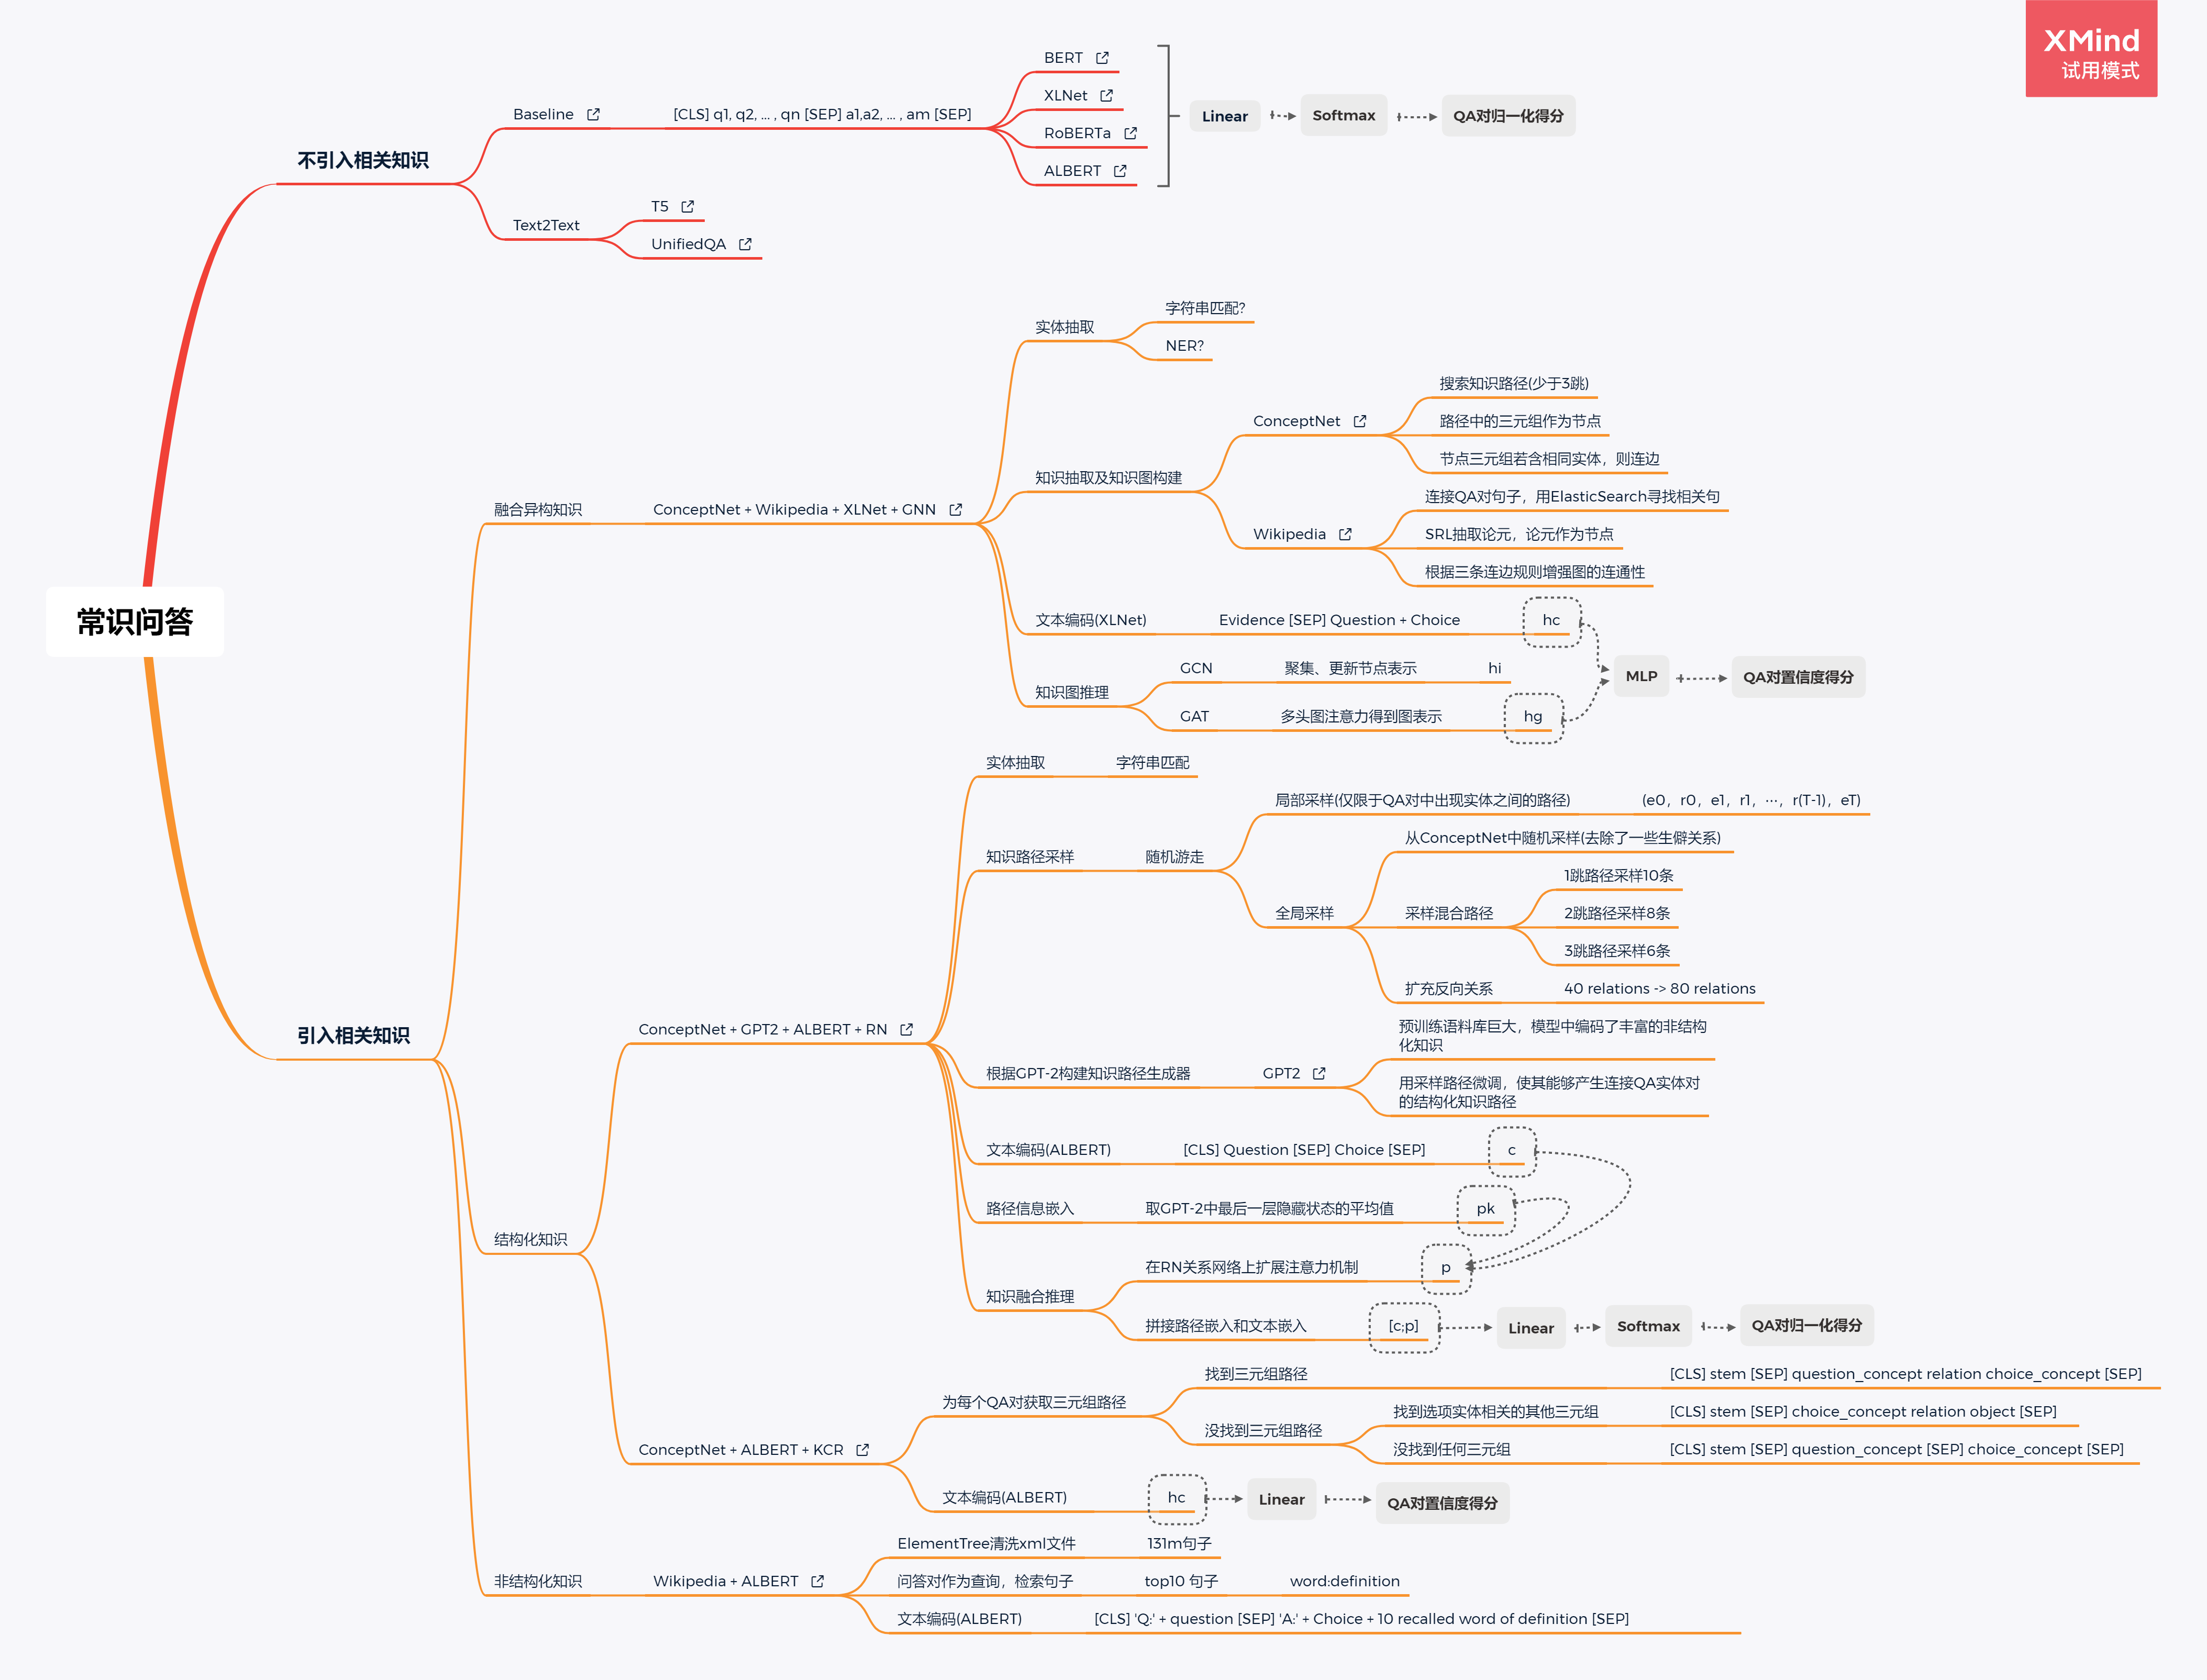 XMind
试用模式
常识问答
不引入相关知识
Baseline
[CLS] q1, q2, ... , qn [SEP] a1,a2, ... , am [SEP]
BERT
XLNet
RoBERTa
ALBERT
Linear
Softmax
QA对归一化得分
Text2Text
T5
UnifiedQA
引入相关知识
融合异构知识
ConceptNet + Wikipedia + XLNet + GNN
实体抽取
字符串匹配?
NER?
知识抽取及知识图构建
ConceptNet
搜索知识路径(少于3跳)
路径中的三元组作为节点
节点三元组若含相同实体，则连边
Wikipedia
连接QA对句子，用ElasticSearch寻找相关句
SRL抽取论元，论元作为节点
根据三条连边规则增强图的连通性
文本编码(XLNet)
Evidence [SEP] Question + Choice
hc
知识图推理
GCN
聚集、更新节点表示
hi
GAT
多头图注意力得到图表示
hg
MLP
QA对置信度得分
结构化知识
ConceptNet + GPT2 + ALBERT + RN
实体抽取
字符串匹配
知识路径采样
随机游走
局部采样(仅限于QA对中出现实体之间的路径)
(e0，r0，e1，r1，…，r(T-1)，eT)
全局采样
从ConceptNet中随机采样(去除了一些生僻关系)
采样混合路径
1跳路径采样10条
2跳路径采样8条
3跳路径采样6条
扩充反向关系
40 relations -> 80 relations
根据GPT-2构建知识路径生成器
GPT2
预训练语料库巨大，模型中编码了丰富的非结构
化知识
用采样路径微调，使其能够产生连接QA实体对
的结构化知识路径
文本编码(ALBERT)
[CLS] Question [SEP] Choice [SEP]
c
路径信息嵌入
取GPT-2中最后一层隐藏状态的平均值
pk
知识融合推理
在RN关系网络上扩展注意力机制
p
拼接路径嵌入和文本嵌入
[c;p]
Linear
Softmax
QA对归一化得分
ConceptNet + ALBERT + KCR
为每个QA对获取三元组路径
找到三元组路径
[CLS] stem [SEP] question_concept relation choice_concept [SEP]
没找到三元组路径
找到选项实体相关的其他三元组
[CLS] stem [SEP] choice_concept relation object [SEP]
没找到任何三元组
[CLS] stem [SEP] question_concept [SEP] choice_concept [SEP]
文本编码(ALBERT)
hc
Linear
QA对置信度得分
非结构化知识
Wikipedia + ALBERT
ElementTree清洗xml文件
131m句子
问答对作为查询，检索句子
top10 句子
word:definition
文本编码(ALBERT)
[CLS] 'Q:' + question [SEP] 'A:' + Choice + 10 recalled word of definition [SEP]